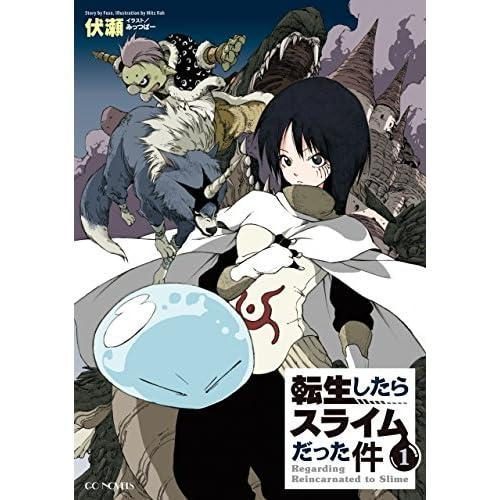 Story by Fuse, Illustration by Mitz Vah
伏瀬 イラスト/みっつばー
転生したら
スライム
だった件 1
Regarding
Reincarnated to Slime
GC NOVELS